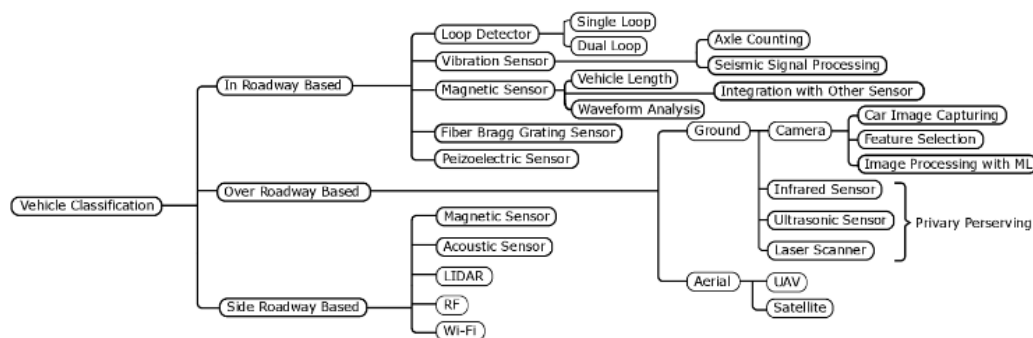 Single Loop
Loop Detector
Dual Loop
Axle Counting
Vibration Sensor
Seismic Signal Processing
In Roadway Based
Magnetic Sensor
Vehicle Length
Integration with Other Sensor
Waveform Analysis
Car Image Capturing
Fiber Bragg Grating Sensor
Ground
Camera
Feature Selection
Peizoelectric Sensor
Image Processing with ML
Over Roadway Based
Infrared Sensor
Vehicle Classification
Magnetic Sensor
Ultrasonic Sensor
Privary Perserving
Acoustic Sensor
Laser Scanner
LIDAR
Aerial
UAV
Side Roadway Based
RF
Satellite
Wi-Fi